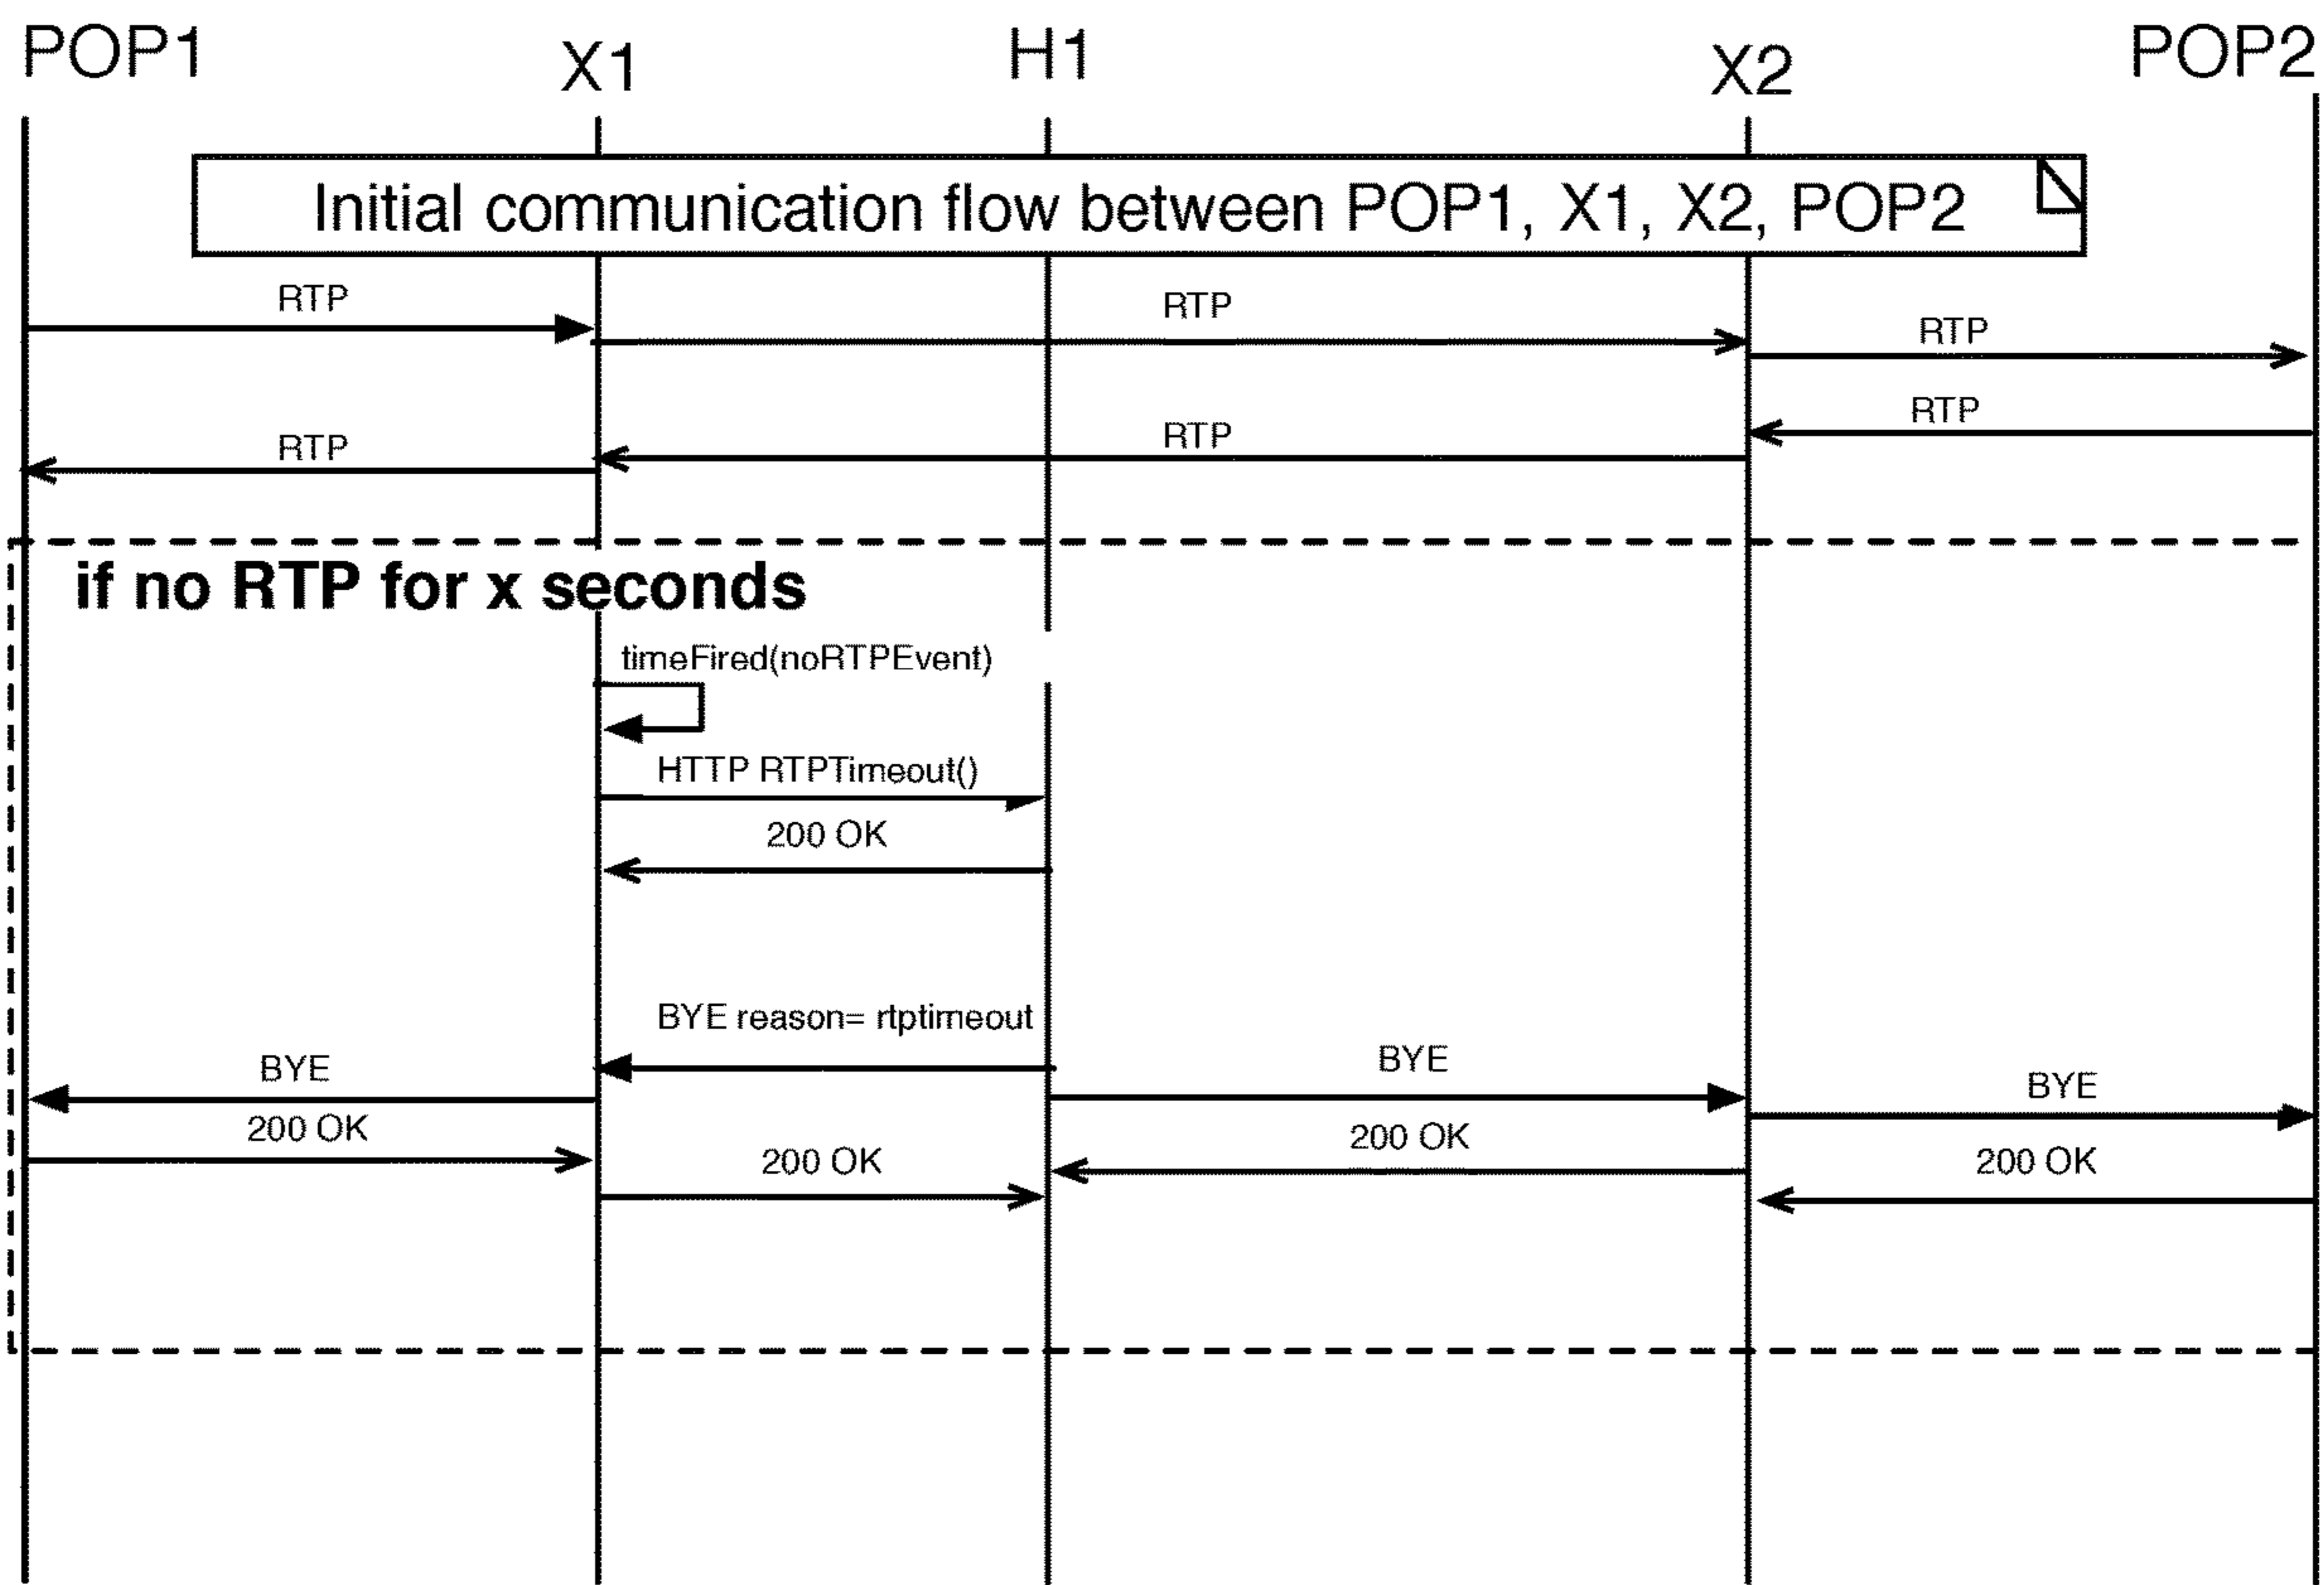 POP1 X1 H1 X2 POP2
Initial communication flow between POP1, X1, X2, POP2
RTP
RTP
RTP
RTP
RTP
RTP
if no RTP for x seconds
timeFired(noRTPEvent)
HTTP RTPTimeout()
200 OK
BYE reason= rtptimeout
BYE
BYE
BYE
200 OK
200 OK
200 OK
200 OK